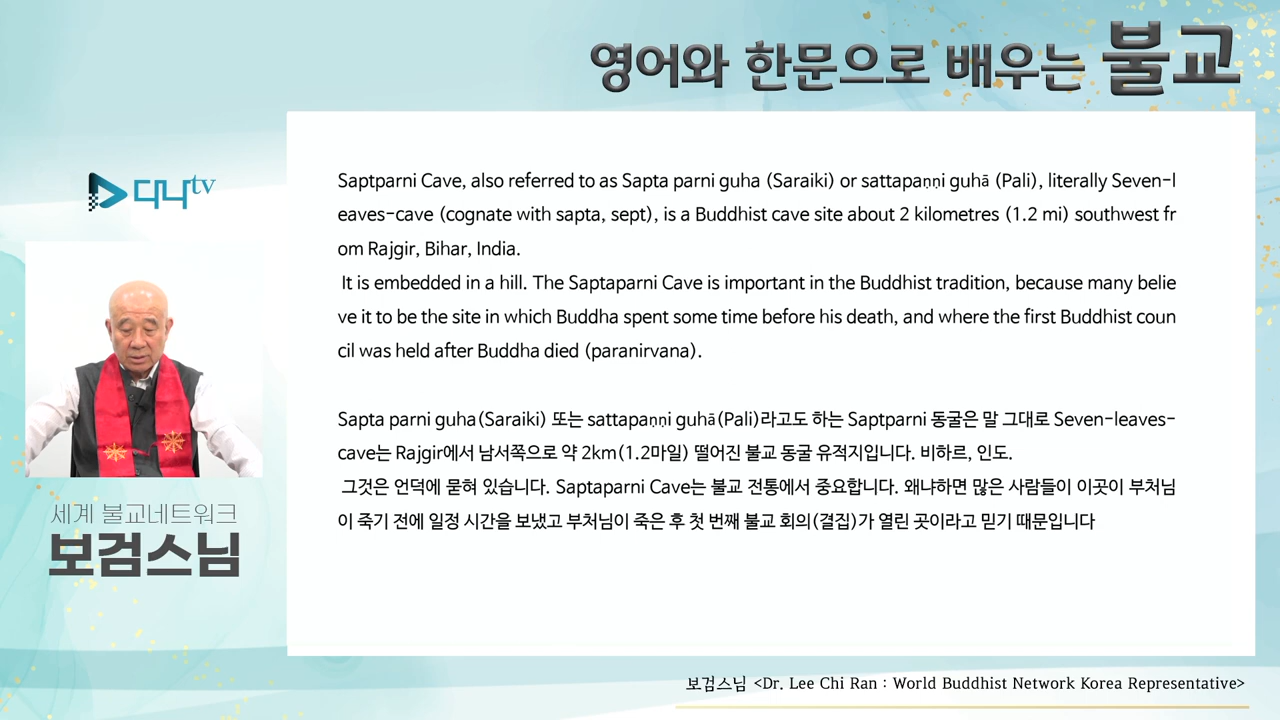 영어와 한문으로 배우는 불교
디나tv
Saptparni Cave, also referred to as Sapta parni guha (Saraiki) or sattapaṇṇi guhā (Pali), literally Seven-l
eaves-cave (cognate with sapta, sept), is a Buddhist cave site about 2 kilometres (1.2 mi) southwest fr
om Rajgir, Bihar, India.
It is embedded in a hill. The Saptaparni Cave is important in the Buddhist tradition, because many belie
ve it to be the site in which Buddha spent some time before his death, and where the first Buddhist coun
cil was held after Buddha died (paranirvana).
Sapta parni guha(Saraiki) 또는 sattapaṇṇi guhā(Pali)라고도 하는 Saptparni 동굴은 말 그대로 Seven-leaves-
cave는 Rajgir에서 남서쪽으로 약 2km(1.2마일) 떨어진 불교 동굴 유적지입니다. 비하르, 인도.
그것은 언덕에 묻혀 있습니다. Saptaparni Cave는 불교 전통에서 중요합니다. 왜냐하면 많은 사람들이 이곳이 부처님
이 죽기 전에 일정 시간을 보냈고 부처님이 죽은 후 첫 번째 불교 회의(결집)가 열린 곳이라고 믿기 때문입니다
세계 불교네트워크
보검스님
보검스님 <Dr. Lee Chi Ran : World Buddhist Network Korea Representative>